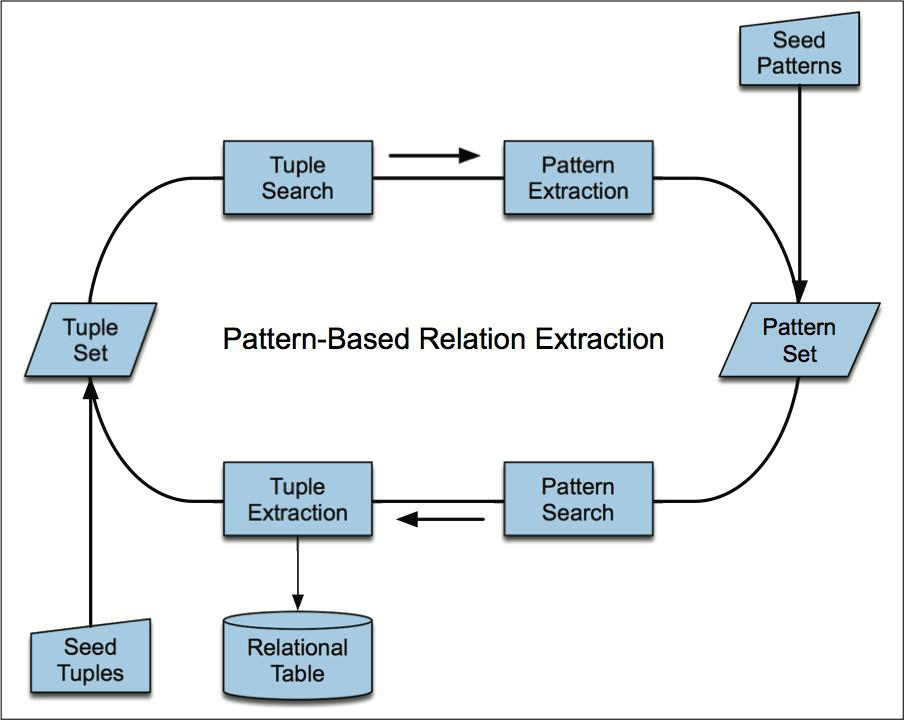 Seed
Patterns
Tuple
Search
Pattern
Extraction
Tuple
Set
Pattern-Based Relation Extraction
Pattern
Set
Tuple
Extraction
Pattern
Search
Seed
Tuples
Relational
Table